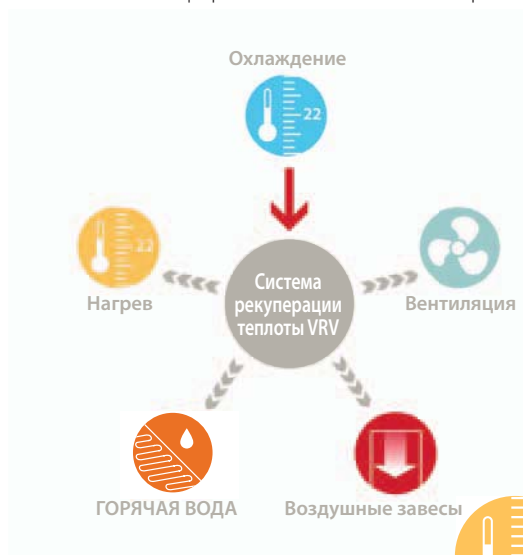 Охлаждение
22
22
Нагрев
Система
рекуперации
теплоты VRV
Вентиляция
ГОРЯЧАЯ ВОДА
Воздушные завесы